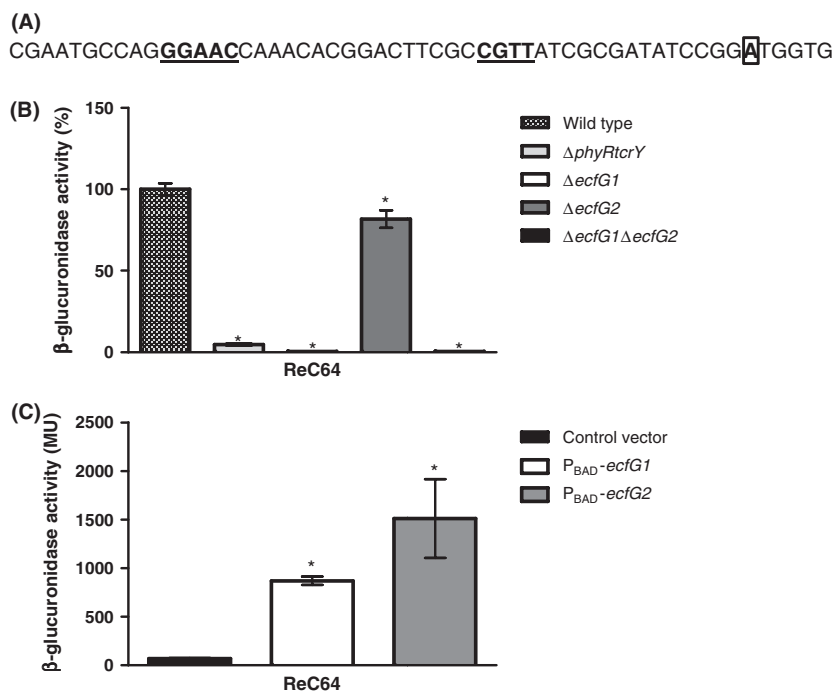 (A)
CGAATGCCAGGGAACCAAACACGGACTTCGCCCGTTATCGCGATATCCGGATGGTG
(B)
β-glucuronidase activity (%)
150
100
50
0
*
*
*
*
ReC64
Wild type
ΔphyRtcrY
ΔecfG1
ΔecfG2
ΔecfG1ΔecfG2
(C)
β-glucuronidase activity (MU)
2500
2000
1500
1000
500
0
*
*
ReC64
Control vector
PBAD-ecfG1
PBAD-ecfG2